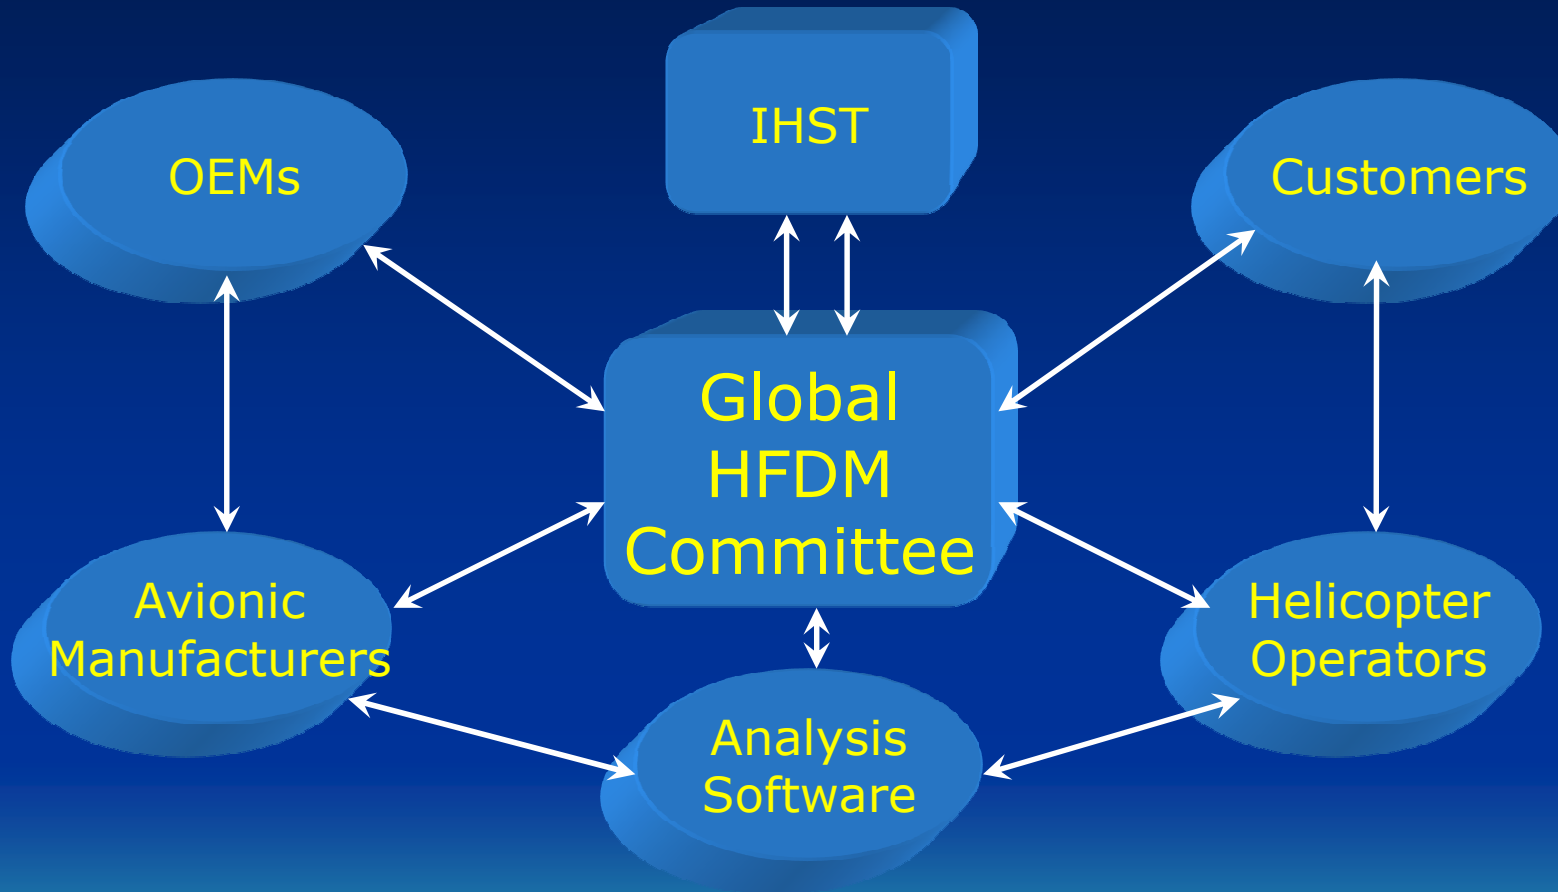 IHST
OEMs
Customers
Global
HFDM
Committee
Avionic
Manufacturers
Helicopter
Operators
Analysis
Software